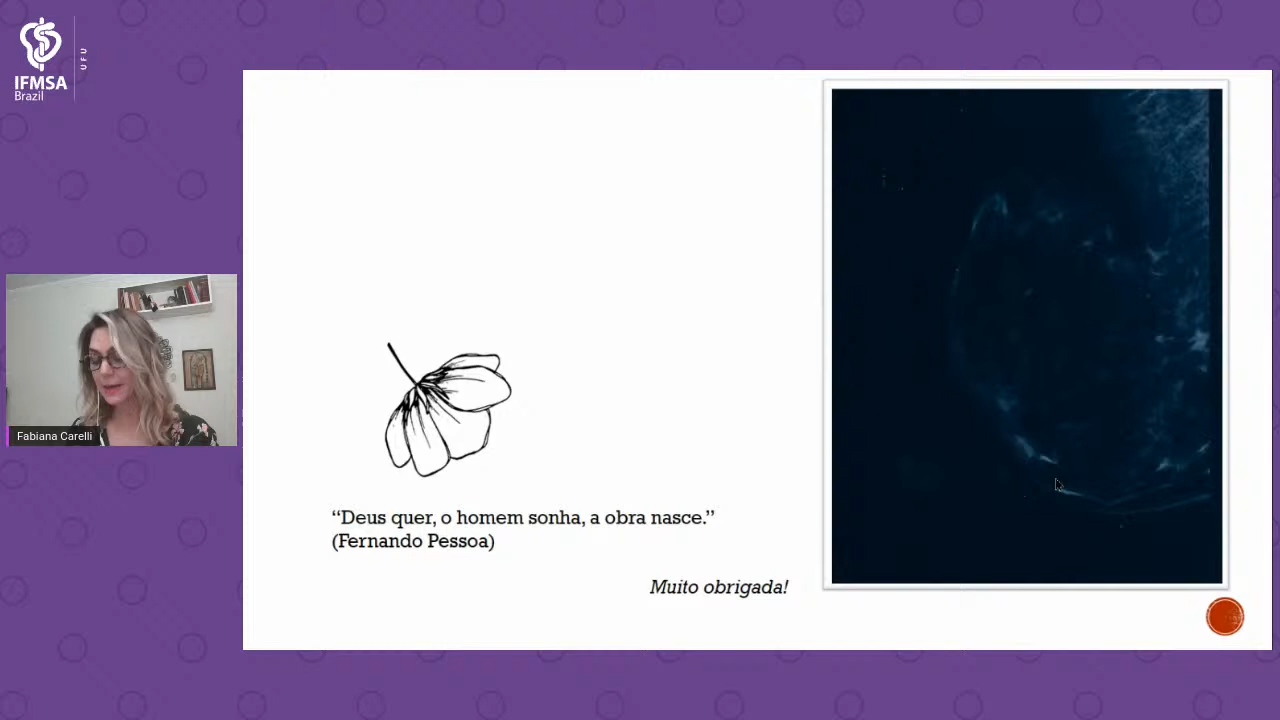 IFMSA
Brazil
UFU
Fabiana Carelli
“Deus quer, o homem sonha, a obra nasce.”
(Fernando Pessoa)
Muito obrigada!